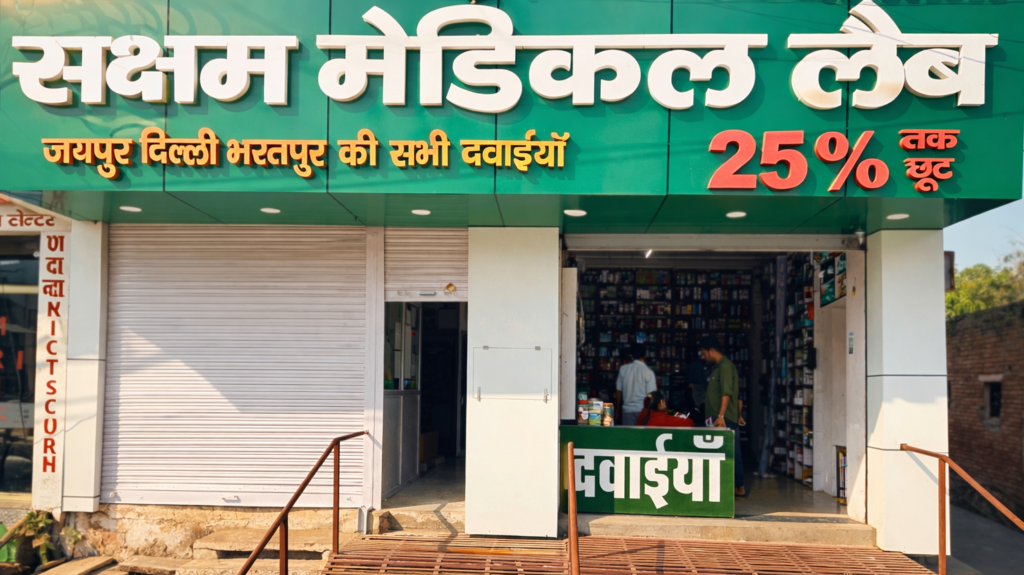 सक्षम मेडिकल लैब
जयपुर दिल्ली भरतपुर की सभी दवाईयाँ
25% तक
छूट
दवाईयाँ